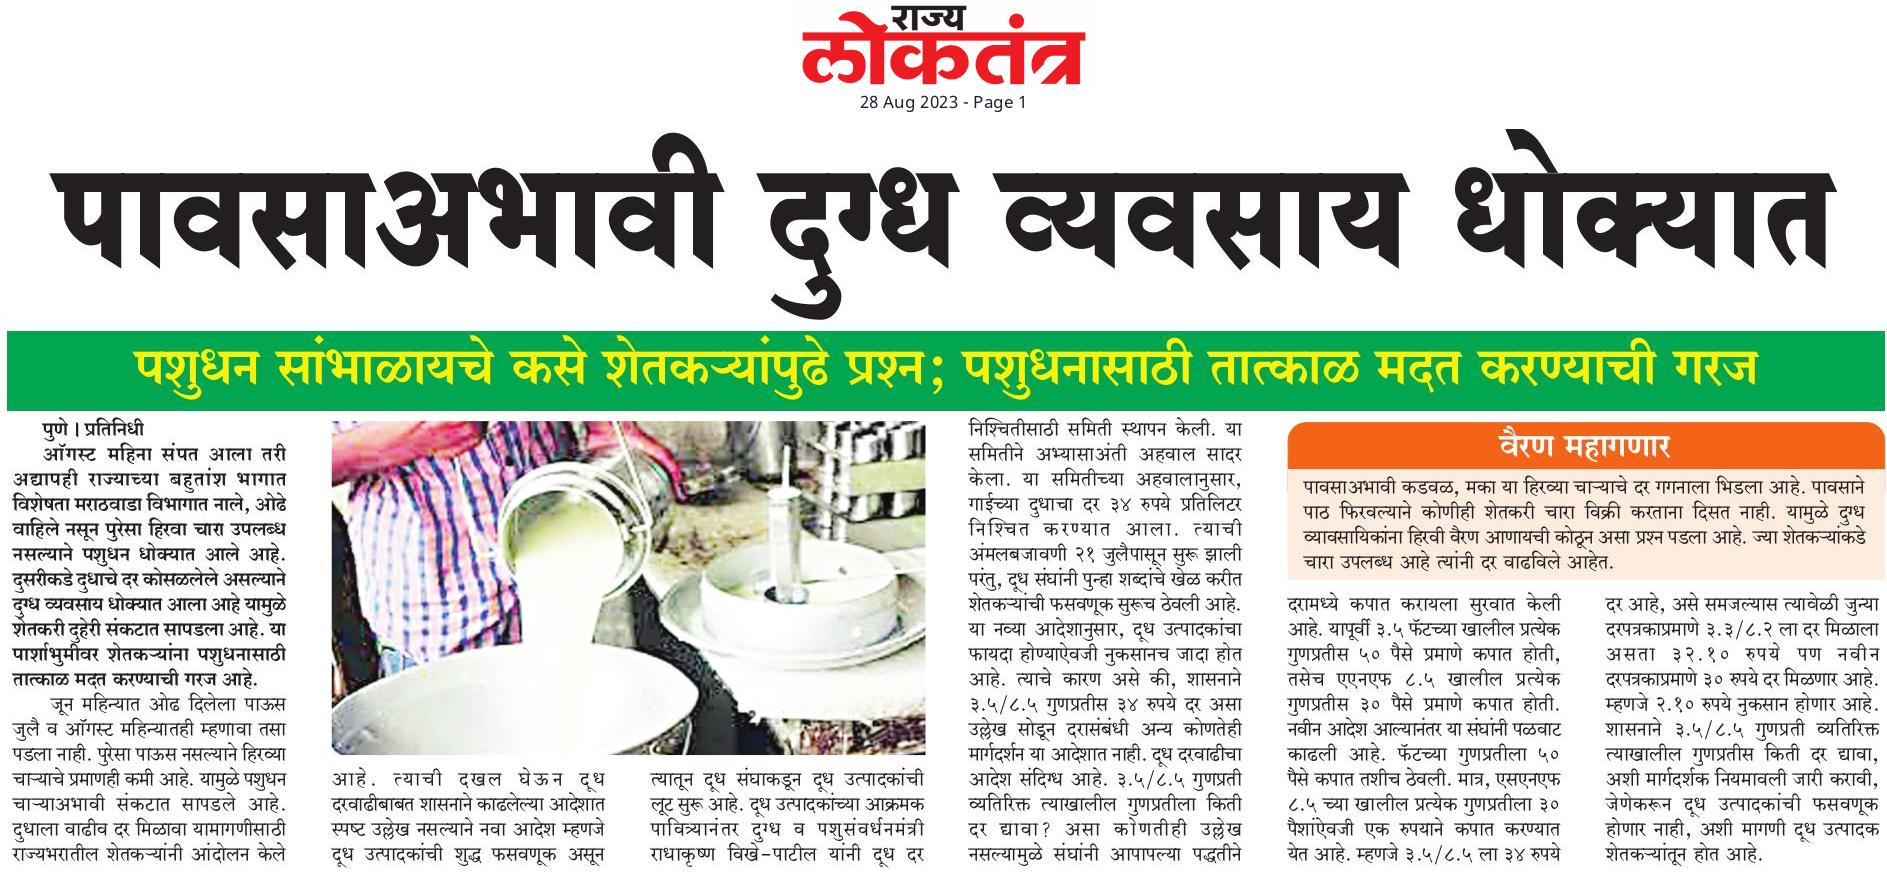 राज्य
लोकतंत्र
28 Aug 2023 - Page 1
पावसाअभावी दुग्ध व्यवसाय धोक्यात
पशुधन सांभाळायचे कसे शेतकऱ्यांपुढे प्रश्न; पशुधनासाठी तात्काळ मदत करण्याची गरज
पुणे । प्रतिनिधी
ऑगस्ट महिना संपत आला तरी
अद्यापही राज्याच्या बहुतांश भागात
विशेषता मराठवाडा विभागात नाले, ओढे
वाहिले नसून पुरेसा हिरवा चारा उपलब्ध
नसल्याने पशुधन धोक्यात आले आहे.
दुसरीकडे दुधाचे दर कोसळलेले असल्याने
दुग्ध व्यवसाय धोक्यात आला आहे यामुळे
शेतकरी दुहेरी संकटात सापडला आहे. या
पार्शाभुमीवर शेतकऱ्यांना पशुधनासाठी
तात्काळ मदत करण्याची गरज आहे.
जून महिन्यात ओढ दिलेला पाऊस
जुलै व ऑगस्ट महिन्यातही म्हणावा तसा
पडला नाही. पुरेसा पाऊस नसल्याने हिरव्या
चाऱ्याचे प्रमाणही कमी आहे. यामुळे पशुधन
चाऱ्याअभावी संकटात सापडले आहे.
दुधाला वाढीव दर मिळावा यामागणीसाठी
राज्यभरातील शेतकऱ्यांनी आंदोलन केले
आहे. त्याची दखल घेऊन दूध
दरवाढीबाबत शासनाने काढलेल्या आदेशात
स्पष्ट उल्लेख नसल्याने नवा आदेश म्हणजे
दूध उत्पादकांची शुद्ध फसवणूक असून
त्यातून दूध संघाकडून दूध उत्पादकांची
लूट सुरू आहे. दूध उत्पादकांच्या आक्रमक
पावित्र्यानंतर दुग्ध व पशुसंवर्धनमंत्री
राधाकृष्ण विखे-पाटील यांनी दूध दर
निश्चितीसाठी समिती स्थापन केली. या
समितीने अभ्यासाअंती अहवाल सादर
केला. या समितीच्या अहवालानुसार,
गाईच्या दुधाचा दर ३४ रुपये प्रतिलिटर
निश्चित करण्यात आला. त्याची
अंमलबजावणी २१ जुलैपासून सुरू झाली
परंतु, दूध संघांनी पुन्हा शब्दांचे खेळ करीत
शेतकऱ्यांची फसवणूक सुरूच ठेवली आहे.
या नव्या आदेशानुसार, दूध उत्पादकांचा
फायदा होण्याऐवजी नुकसानच जादा होत
आहे. त्याचे कारण असे की, शासनाने
३.५/८.५ गुणप्रतीस ३४ रुपये दर असा
उल्लेख सोडून दरासंबंधी अन्य कोणतेही
मार्गदर्शन या आदेशात नाही. दूध दरवाढीचा
आदेश संदिग्ध आहे. ३.५/८.५ गुणप्रती
व्यतिरिक्त त्याखालील गुणप्रतीला किती
दर द्यावा? असा कोणतीही उल्लेख
नसल्यामुळे संघांनी आपापल्या पद्धतीने
वैरण महागणार
पावसाअभावी कडवळ, मका या हिरव्या चाऱ्याचे दर गगनाला भिडला आहे. पावसाने
पाठ फिरवल्याने कोणीही शेतकरी चारा विक्री करताना दिसत नाही. यामुळे दुग्ध
व्यावसायिकांना हिरवी वैरण आणायची कोठून असा प्रश्न पडला आहे. ज्या शेतकऱ्यांकडे
चारा उपलब्ध आहे त्यांनी दर वाढविले आहेत.
दरामध्ये कपात करायला सुरवात केली
आहे. यापूर्वी ३.५ फॅटच्या खालील प्रत्येक
गुणप्रतीस ५० पैसे प्रमाणे कपात होती,
तसेच एएनएफ ८.५ खालील प्रत्येक
गुणप्रतीस ३० पैसे प्रमाणे कपात होती.
नवीन आदेश आल्यानंतर या संघांनी पळवाट
काढली आहे. फॅटच्या गुणप्रतीला ५०
पैसे कपात तशीच ठेवली. मात्र, एसएनएफ
८.५ च्या खालील प्रत्येक गुणप्रतीला ३०
पैशांऐवजी एक रुपयाने कपात करण्यात
येत आहे. म्हणजे ३.५/८.५ ला ३४ रुपये
दर आहे, असे समजल्यास त्यावेळी जुन्या
दरपत्रकाप्रमाणे ३.३/८.२ ला दर मिळाला
असता ३२.१० रुपये पण नवीन
दरपत्रकाप्रमाणे ३० रुपये दर मिळणार आहे.
म्हणजे २.१० रुपये नुकसान होणार आहे.
शासनाने ३.५/८.५ गुणप्रती व्यतिरिक्त
त्याखालील गुणप्रतीस किती दर द्यावा,
अशी मार्गदर्शक नियमावली जारी करावी,
जेणेकरून दूध उत्पादकांची फसवणूक
होणार नाही, अशी मागणी दूध उत्पादक
शेतकऱ्यांतून होत आहे.